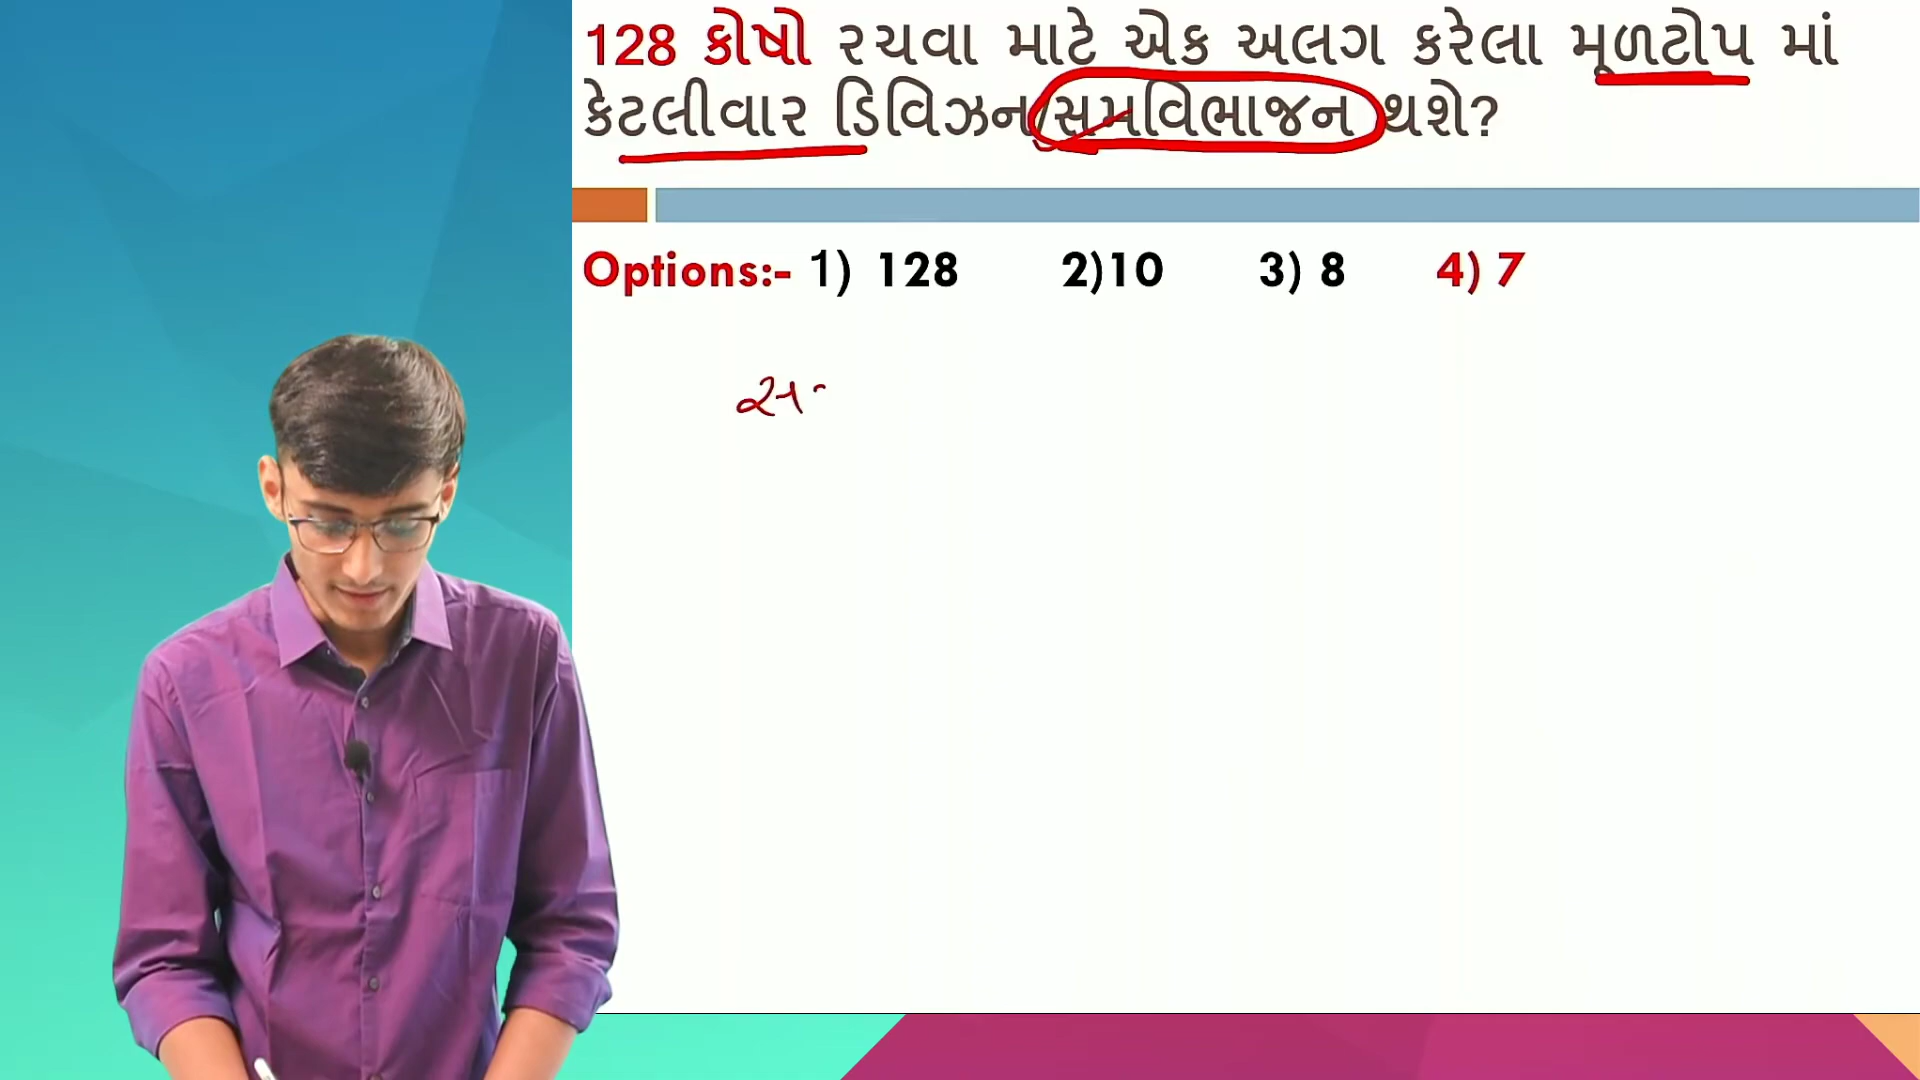 128 કોષો રચવા માટે એક અલગ કરેલા મૂળટોપ માં
કેટલીવાર ડિવિઝન/સમવિભાજન થશે?
Options:- 1) 128 2)10 3) 8 4) 7